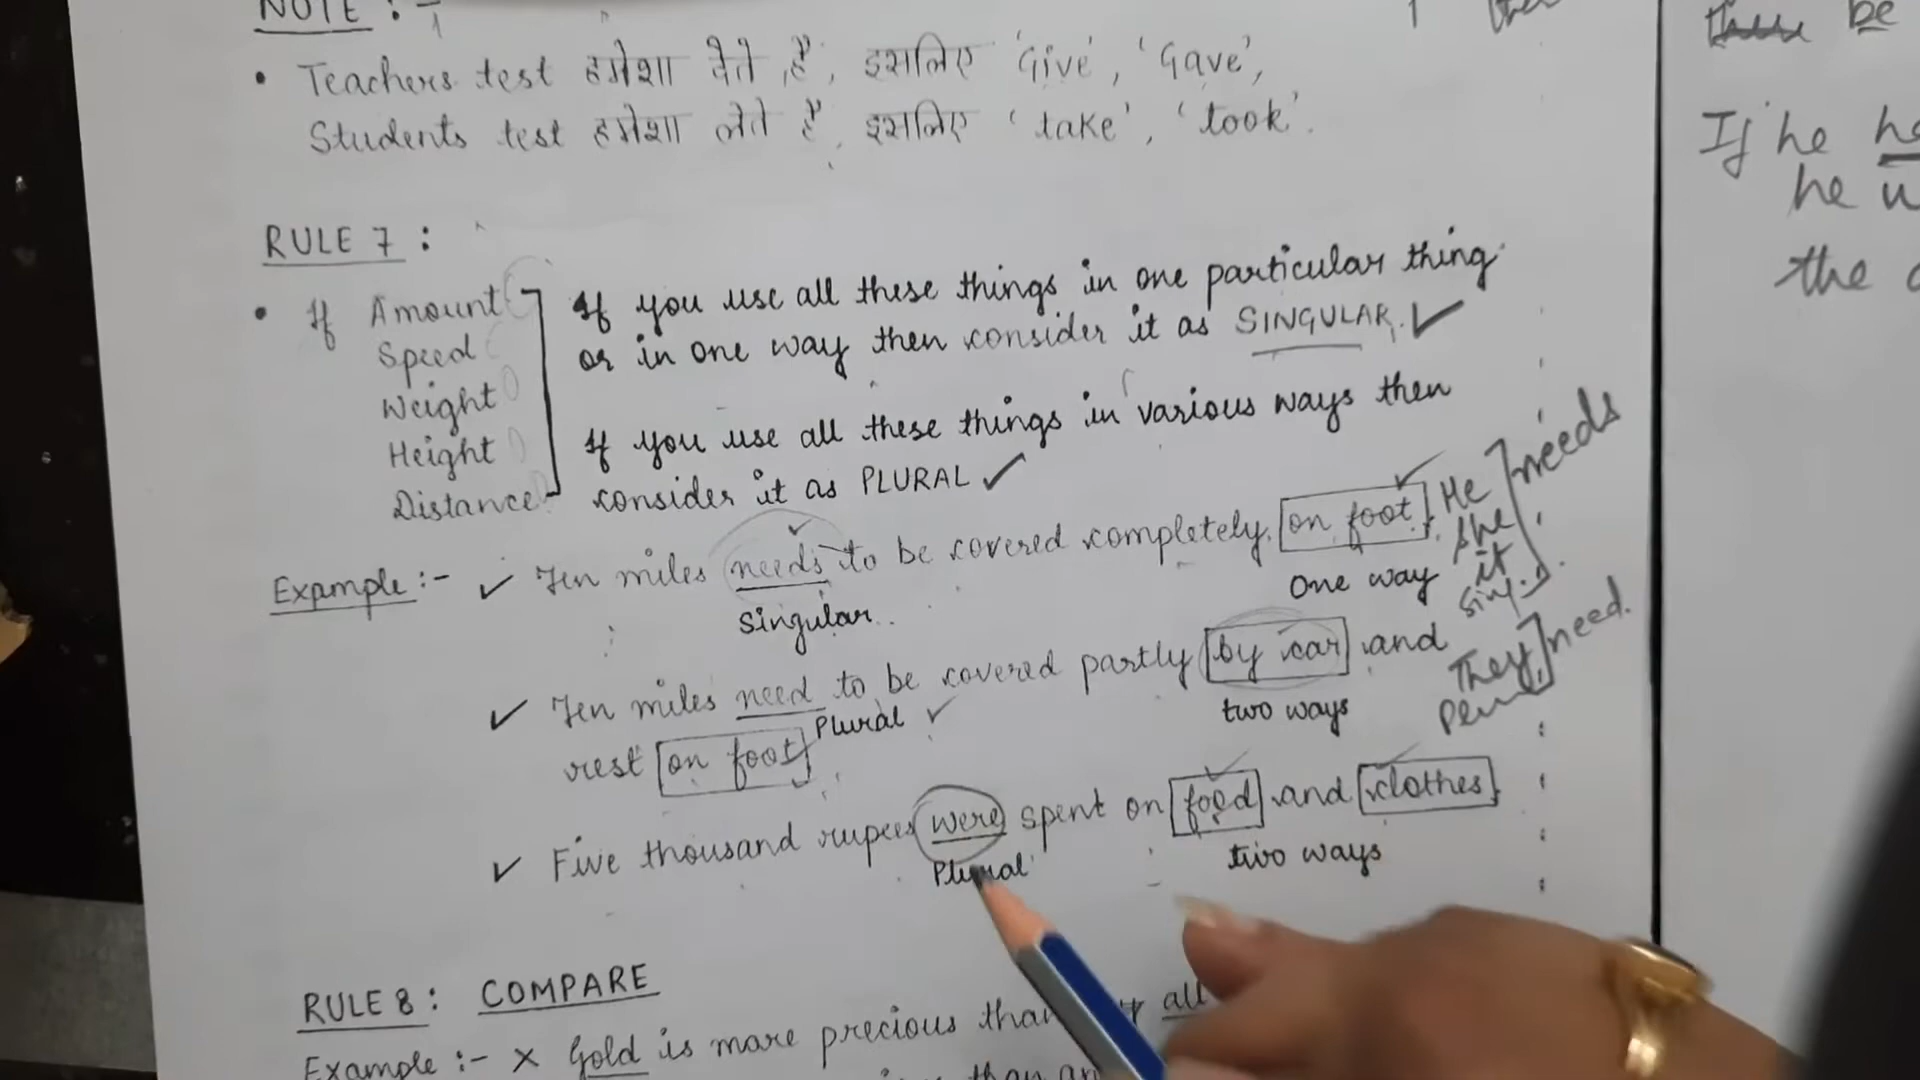 NOTE :
• Teachers test हमेशा देते हैं, इसलिए 'Give', 'Gave',
Students test हमेशा लेते हैं, इसलिए 'take', 'took'.
RULE 7 :
• If Amount
Speed
Weight
Height
Distance
If you use all these things in one particular thing
or in one way then consider it as SINGULAR. ✓
If you use all these things in various ways then
consider it as PLURAL ✓
Example :- ✓ Ten miles needs to be covered completely on foot.
Singular
one way
✓ Ten miles need to be covered partly by car and
Plural ✓
two ways
rest on foot
✓ Five thousand rupees were spent on food and clothes.
Plural
two ways
He
She
it
needs
They
need.
RULE 8 : COMPARE
Example :- × Gold is more precious than all
than
be
If he
he
the